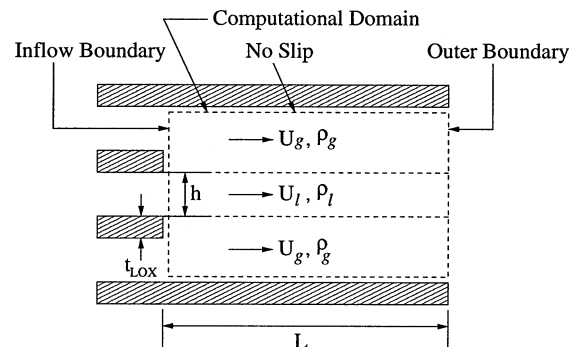 Computational Domain
Inflow Boundary
No Slip
Outer Boundary
U_g, ρ_g
h
U_l, ρ_l
t_LOX
U_g, ρ_g
L